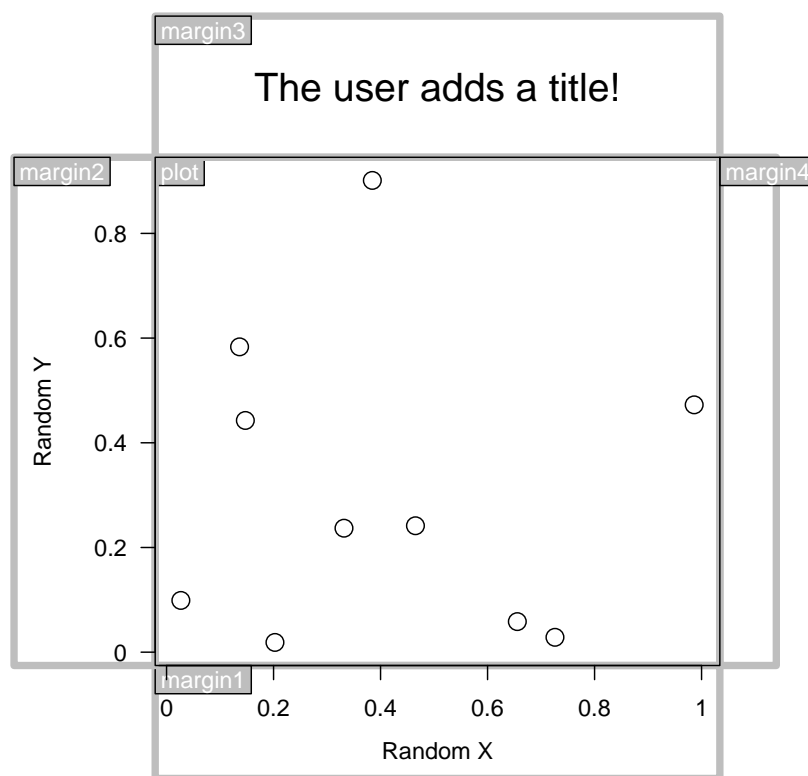 margin3
The user adds a title!
margin2
plot
margin4
0.8
0.6
Random Y
0.4
0.2
0
margin1
0 0.2 0.4 0.6 0.8 1
Random X